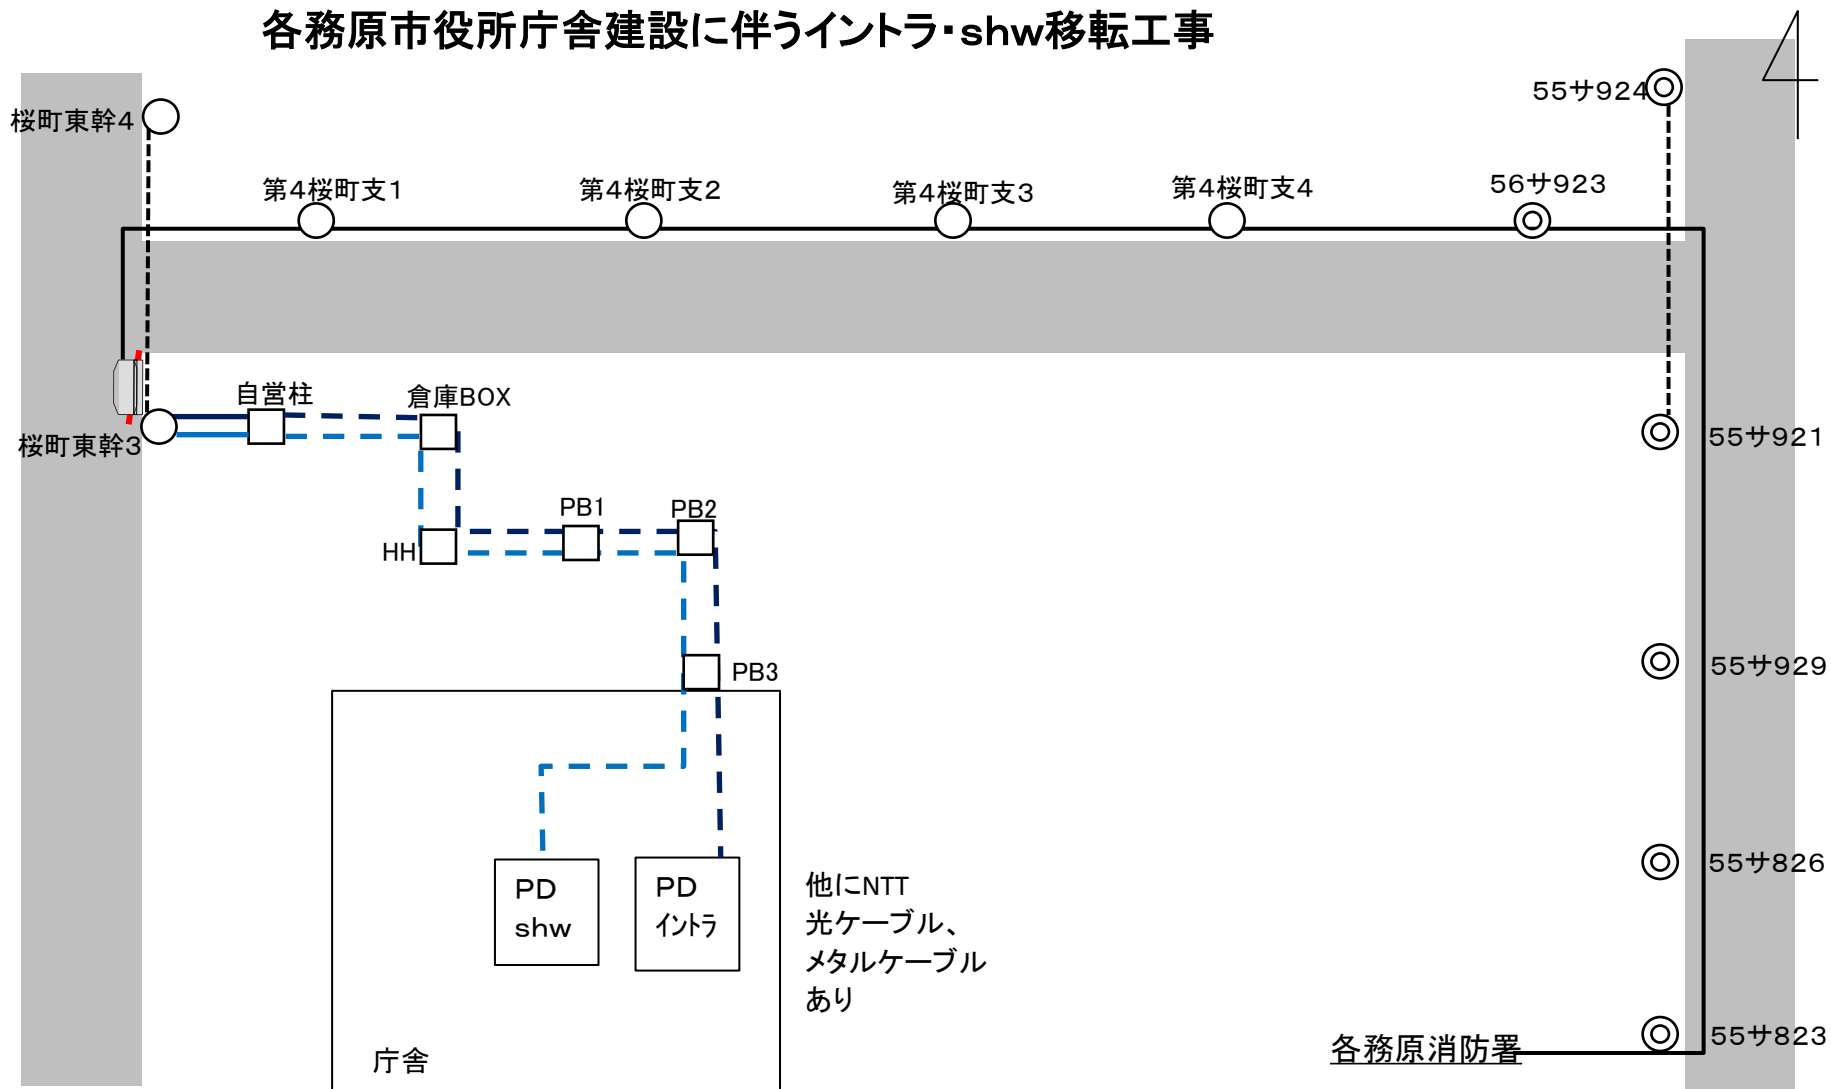 各務原市役所庁舎建設に伴うイントラ・shw移転工事
55サ924
桜町東幹4
第4桜町支1
第4桜町支2
第4桜町支3
第4桜町支4
56サ923
自営柱
倉庫BOX
桜町東幹3
55サ921
PB1
PB2
HH
PB3
55サ929
PD
shw
PD
イントラ
他にNTT
光ケーブル、
メタルケーブル
あり
55サ826
庁舎
各務原消防署
55サ823